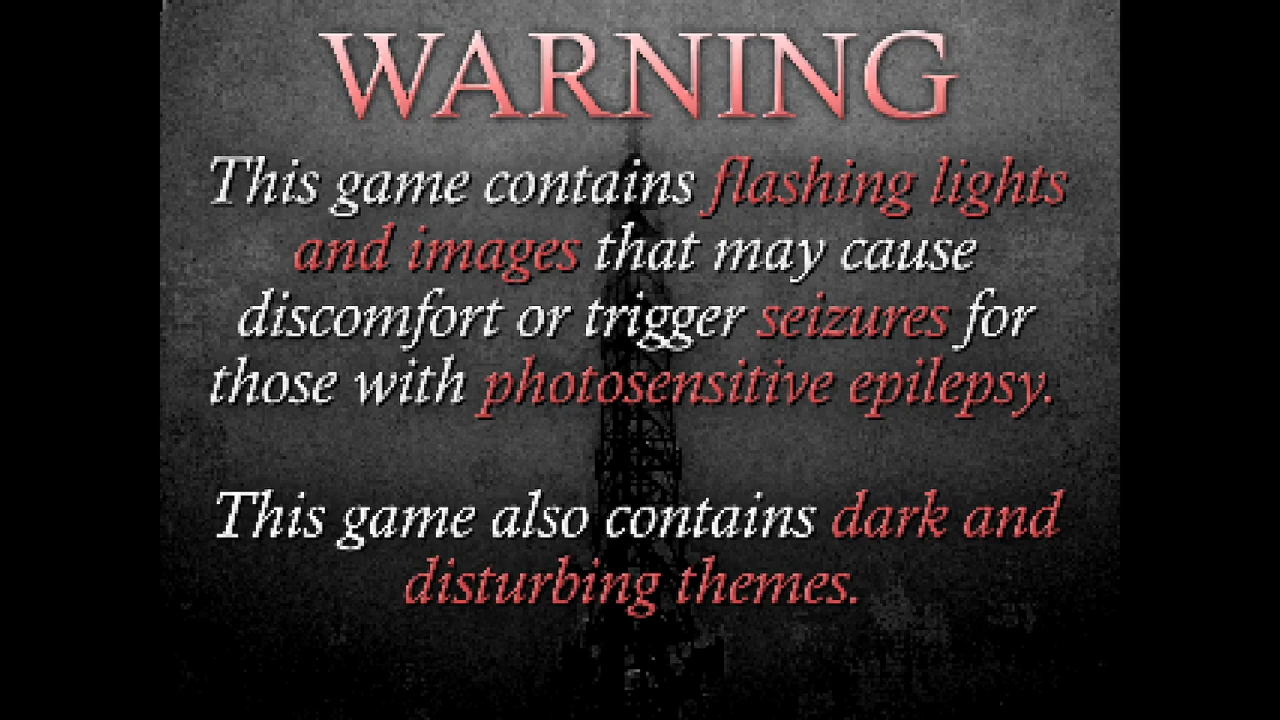 WARNING
This game contains flashing lights
and images that may cause
discomfort or trigger seizures for
those with photosensitive epilepsy.
This game also contains dark and
disturbing themes.